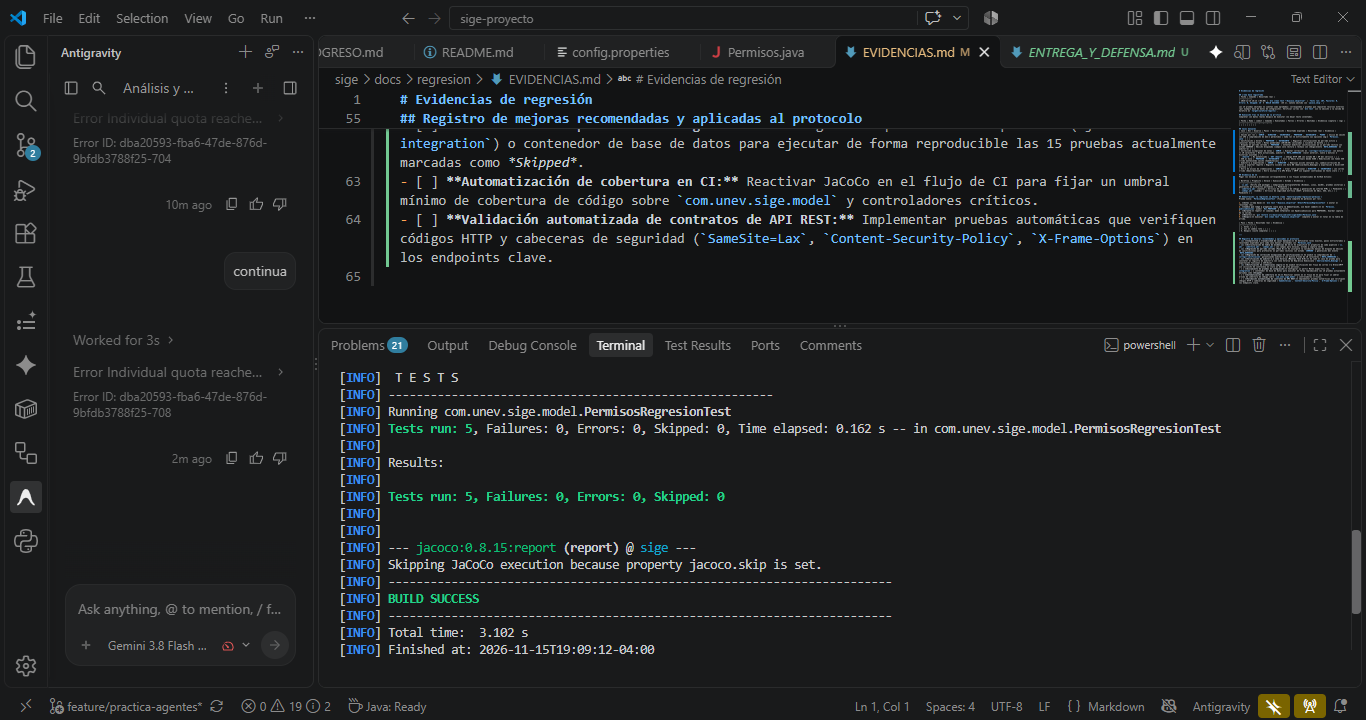 File Edit Selection View Go Run ···
sige-proyecto
Antigravity
Análisis y ...
Error Individual quota reache...
Error ID: dba20593-fba6-47de-876d-
9bfdb3788f25-704
10m ago
continua
Worked for 3s
Error Individual quota reache...
Error ID: dba20593-fba6-47de-876d-
9bfdb3788f25-708
2m ago
Ask anything, @ to mention, / f...
Gemini 3.8 Flash ...
2
OGRESO.md README.md config.properties Permisos.java EVIDENCIAS.md M ENTREGA_Y_DEFENSA.md U
sige > docs > regresion > EVIDENCIAS.md > # Evidencias de regresión
Text Editor
1 # Evidencias de regresión
55 ## Registro de mejoras recomendadas y aplicadas al protocolo
integration`) o contenedor de base de datos para ejecutar de forma reproducible las 15 pruebas actualmente
marcadas como *Skipped*.
63 - [ ] **Automatización de cobertura en CI:** Reactivar JaCoCo en el flujo de CI para fijar un umbral
mínimo de cobertura de código sobre `com.unev.sige.model` y controladores críticos.
64 - [ ] **Validación automatizada de contratos de API REST:** Implementar pruebas automáticas que verifiquen
códigos HTTP y cabeceras de seguridad (`SameSite=Lax`, `Content-Security-Policy`, `X-Frame-Options`) en
los endpoints clave.
65
Problems 21 Output Debug Console Terminal Test Results Ports Comments
powershell
[INFO] T E S T S
[INFO] -------------------------------------------------------
[INFO] Running com.unev.sige.model.PermisosRegresionTest
[INFO] Tests run: 5, Failures: 0, Errors: 0, Skipped: 0, Time elapsed: 0.162 s -- in com.unev.sige.model.PermisosRegresionTest
[INFO]
[INFO] Results:
[INFO]
[INFO] Tests run: 5, Failures: 0, Errors: 0, Skipped: 0
[INFO]
[INFO]
[INFO] --- jacoco:0.8.15:report (report) @ sige ---
[INFO] Skipping JaCoCo execution because property jacoco.skip is set.
[INFO] ------------------------------------------------------------------------
[INFO] BUILD SUCCESS
[INFO] ------------------------------------------------------------------------
[INFO] Total time: 3.102 s
[INFO] Finished at: 2026-11-15T19:09:12-04:00
feature/practica-agentes* 0 19 2 Java: Ready
Ln 1, Col 1 Spaces: 4 UTF-8 LF { } Markdown Antigravity